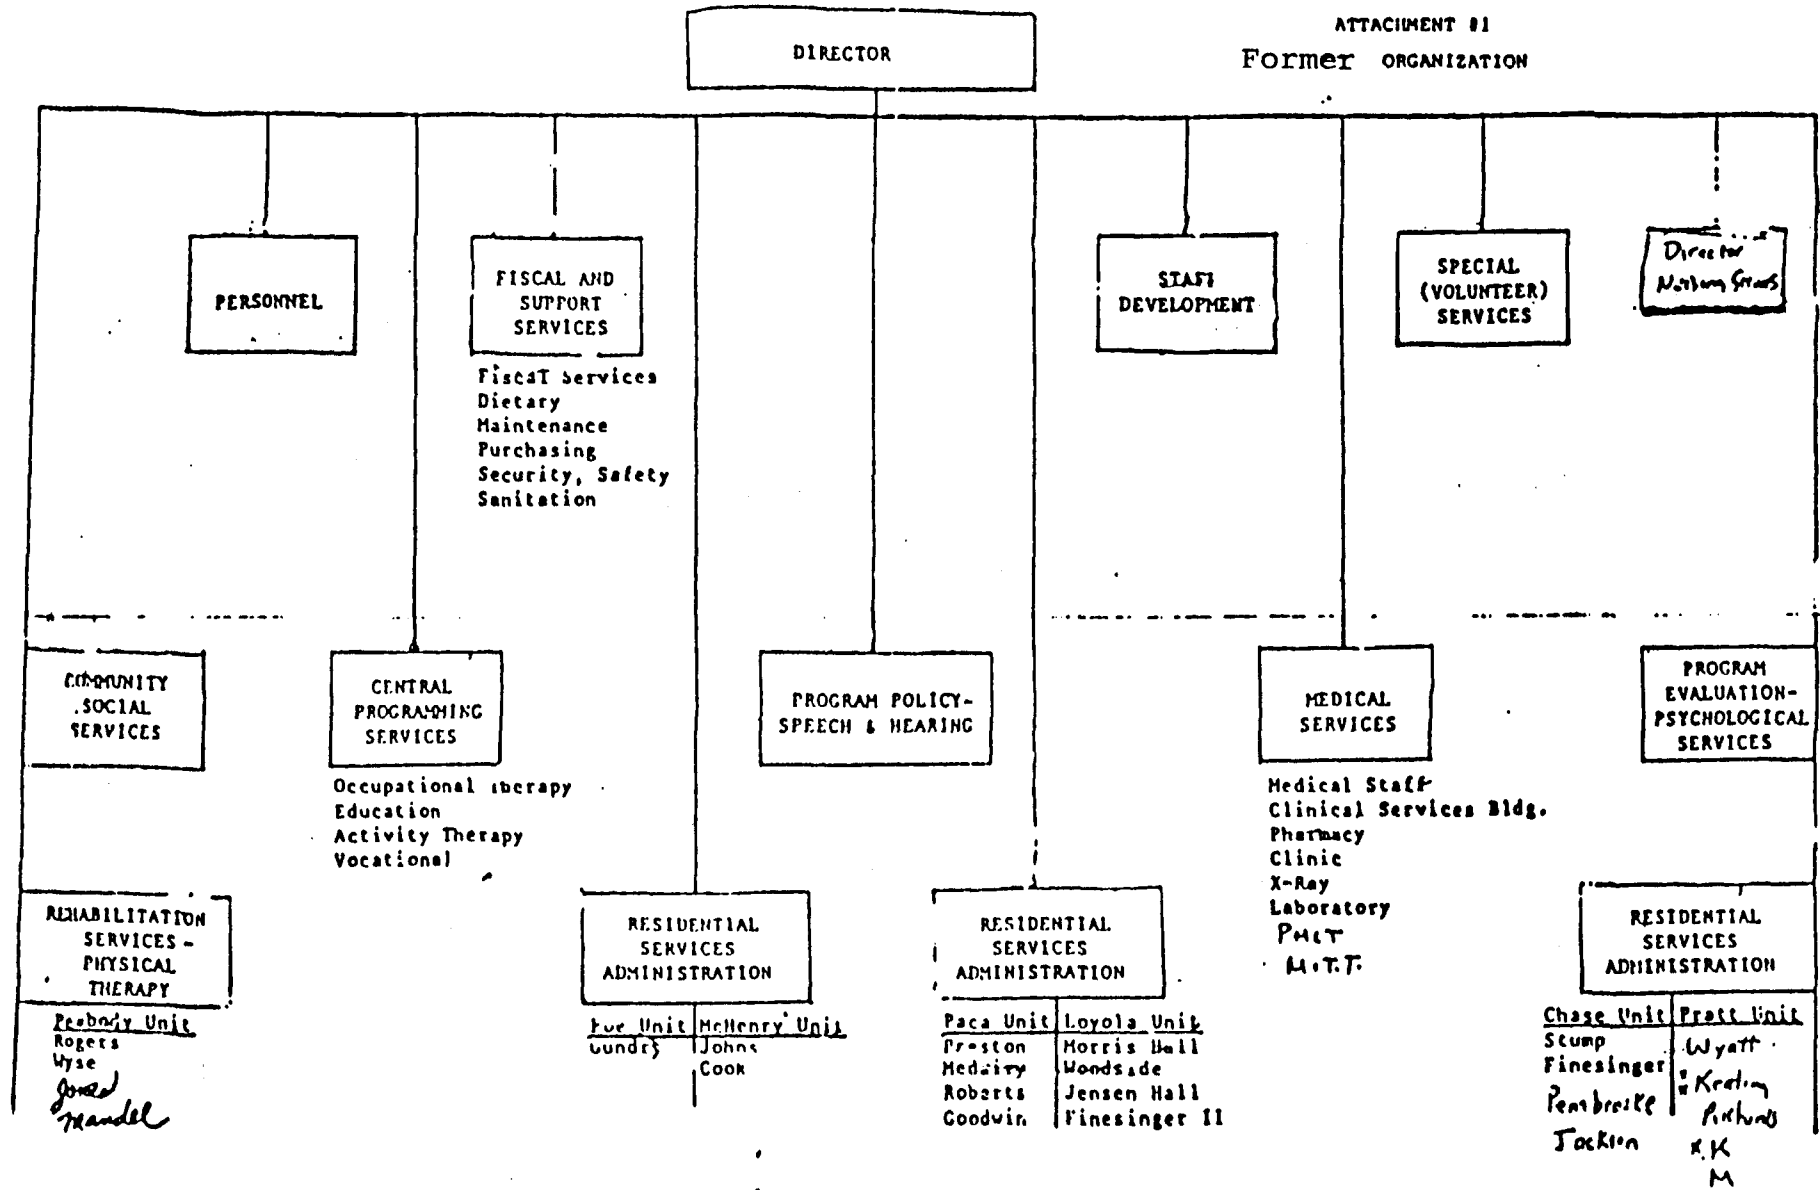 ATTACHMENT #1
Former ORGANIZATION
DIRECTOR
PERSONNEL
FISCAL AND
SUPPORT
SERVICES
Fiscal Services
Dietary
Maintenance
Purchasing
Security, Safety
Sanitation
STAFF
DEVELOPMENT
SPECIAL
(VOLUNTEER)
SERVICES
Director
COMMUNITY
SOCIAL
SERVICES
CENTRAL
PROGRAMMING
SERVICES
Occupational Therapy
Education
Activity Therapy
Vocational
PROGRAM POLICY-
SPEECH & HEARING
MEDICAL
SERVICES
Medical Staff
Clinical Services Bldg.
Pharmacy
Clinic
X-Ray
Laboratory
M.T.T.
PROGRAM
EVALUATION-
PSYCHOLOGICAL
SERVICES
REHABILITATION
SERVICES -
PHYSICAL
THERAPY
Peabody Unit
Rogers
Wyse
Jones
Mandel
RESIDENTIAL
SERVICES
ADMINISTRATION
Unit
Gundry
McHenry Unit
Johns
Cook
RESIDENTIAL
SERVICES
ADMINISTRATION
Paca Unit
Preston
Roberts
Goodwin
Loyola Unit
Morris Hall
Woodside
Jensen Hall
Finesinger II
RESIDENTIAL
SERVICES
ADMINISTRATION
Chase Unit
Stump
Finesinger
Jackson
Pratt Unit
Wyatt
K
M